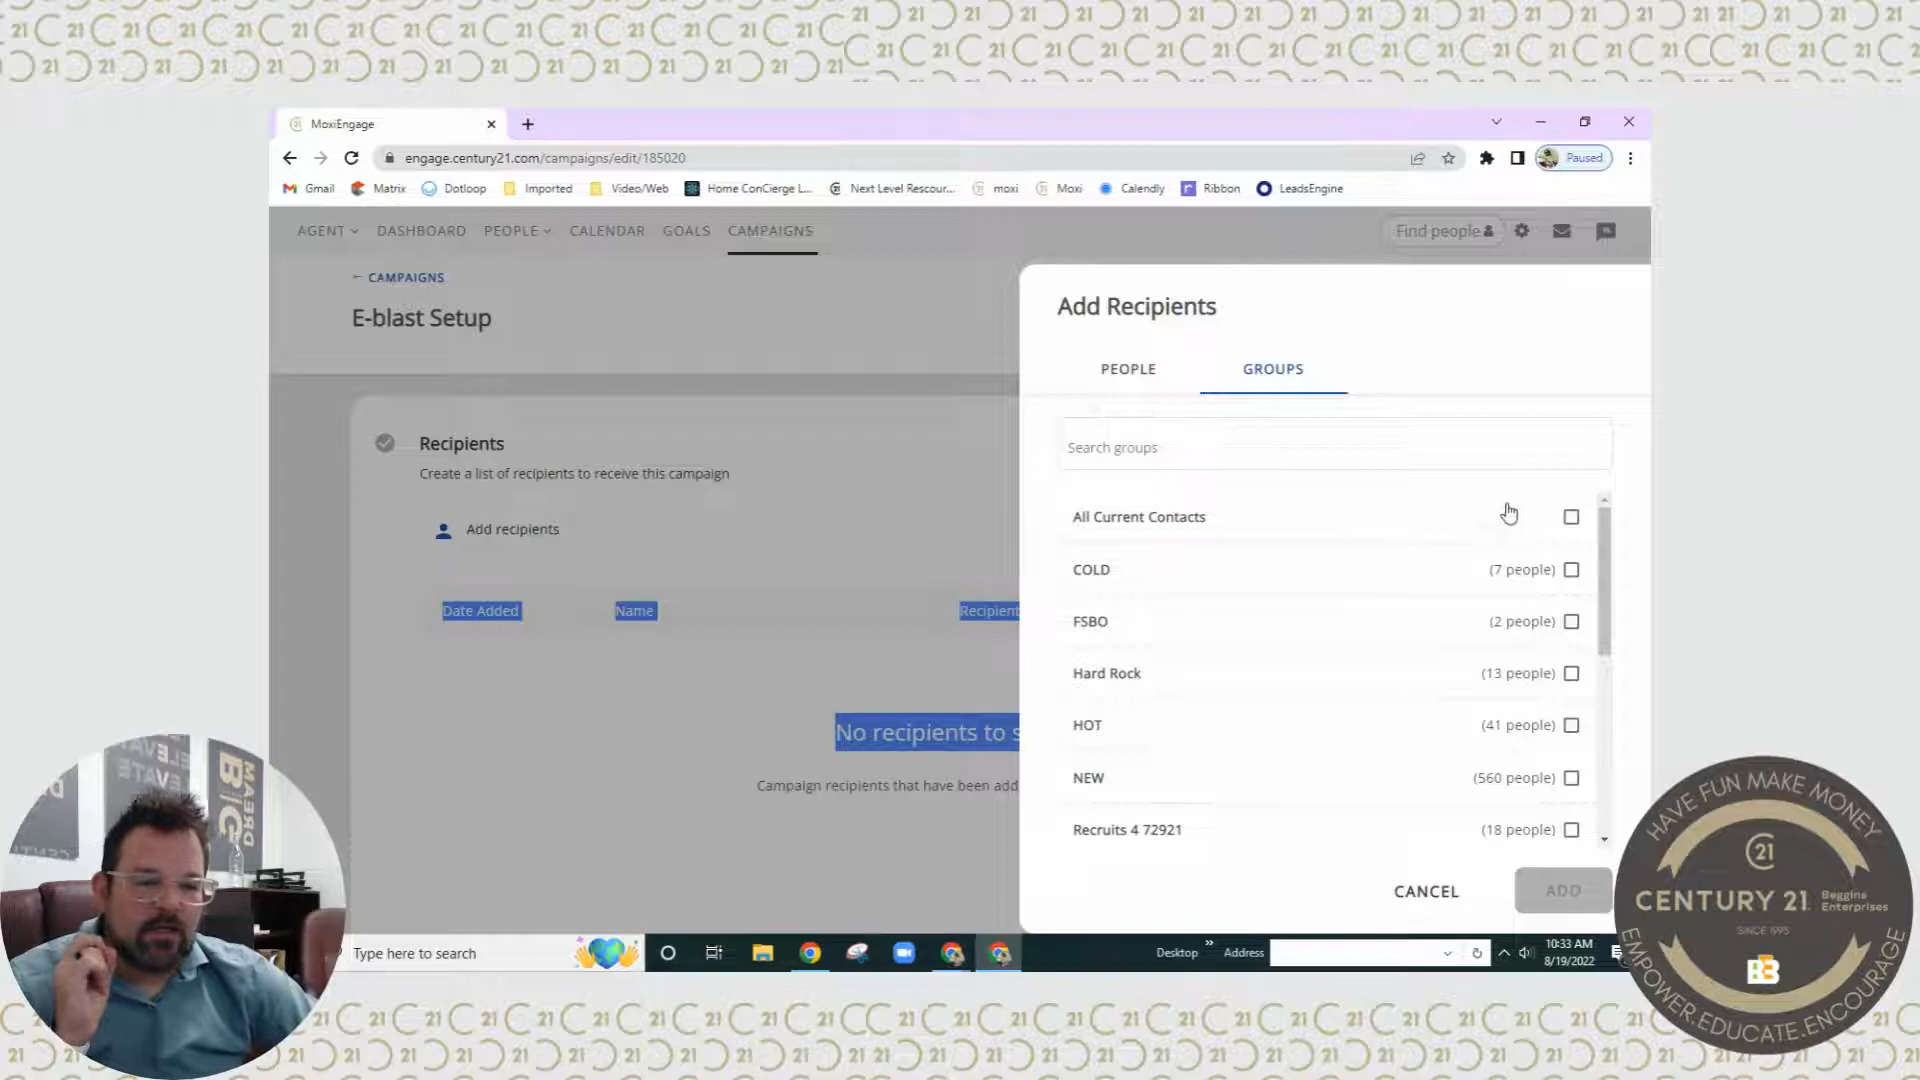 MoxiEngage
engage.century21.com/campaigns/edit/185020
Paused
Gmail Matrix Dotloop Imported Video/Web Home ConCierge L... Next Level Rescour... moxi Moxi Calendly Ribbon LeadsEngine
AGENT DASHBOARD PEOPLE CALENDAR GOALS CAMPAIGNS
Find people
← CAMPAIGNS
E-blast Setup
Recipients
Create a list of recipients to receive this campaign
Add recipients
Date Added Name Recipient
No recipients to s
Campaign recipients that have been add
Add Recipients
PEOPLE GROUPS
Search groups
All Current Contacts
COLD (7 people)
FSBO (2 people)
Hard Rock (13 people)
HOT (41 people)
NEW (560 people)
Recruits 4 72921 (18 people)
CANCEL ADD
Type here to search
Desktop
Address
10:33 AM
8/19/2022
ELEVATE
DREAM
BIG
HAVE FUN MAKE MONEY
C21
CENTURY 21
Beggins
Enterprises
SINCE 1995
B3
EMPOWER.EDUCATE.ENCOURAGE